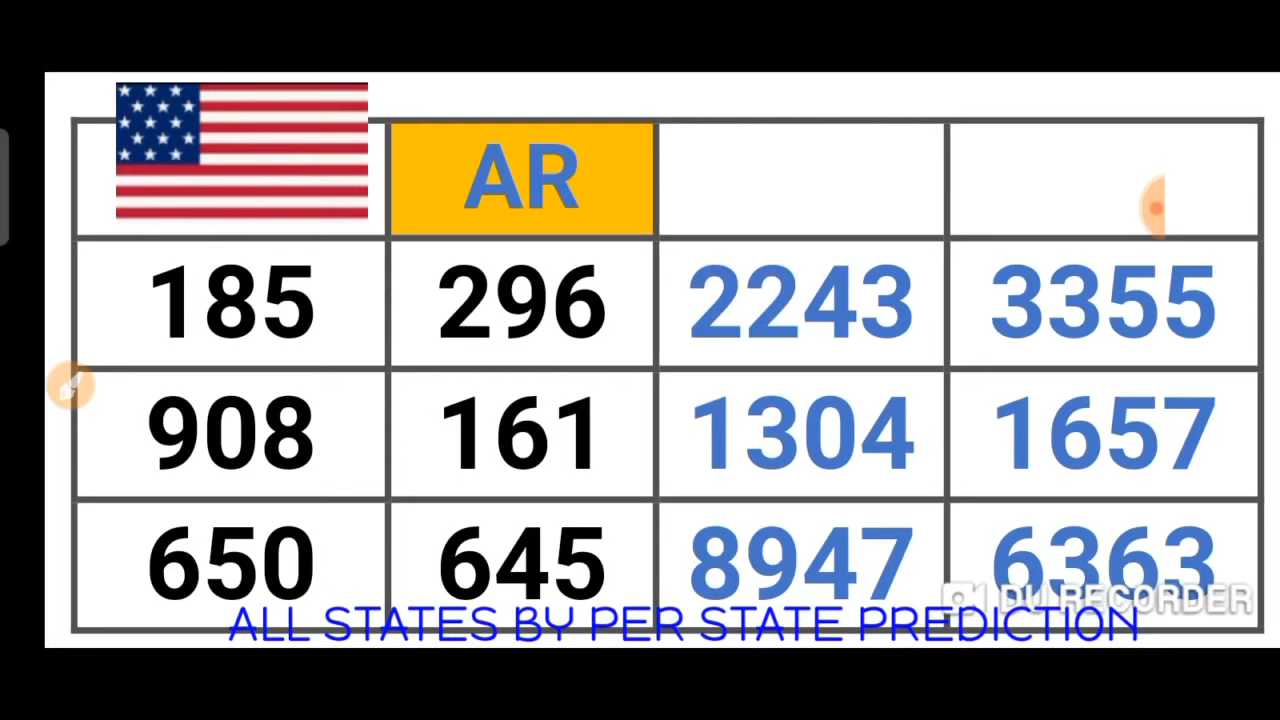 AR
185 296 2243 3355
908 161 1304 1657
650 645 8947 6363
DU RECORDER
ALL STATES BY PER STATE PREDICTION